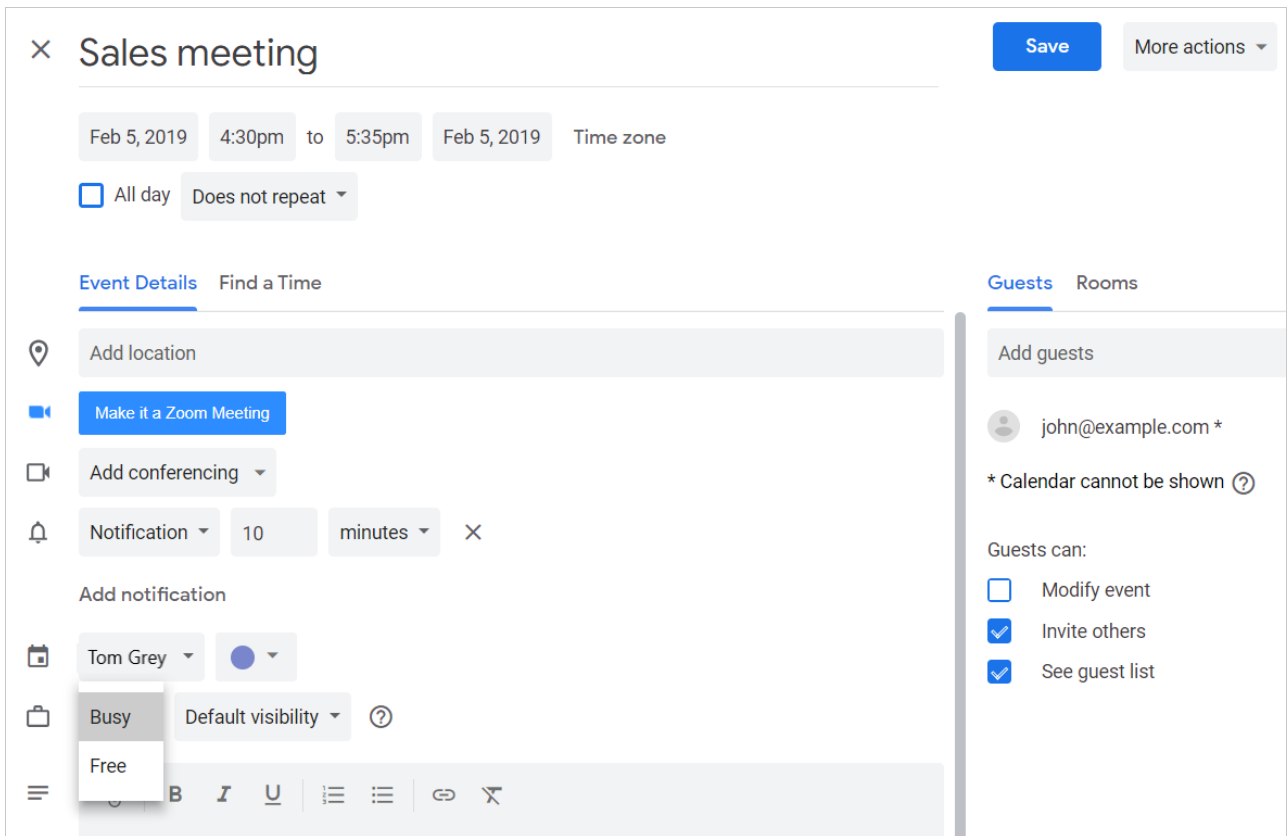 Sales meeting
Save
More actions
Feb 5, 2019 4:30pm to 5:35pm Feb 5, 2019 Time zone
All day Does not repeat
Event Details Find a Time
Guests Rooms
Add location
Add guests
Make it a Zoom Meeting
john@example.com *
Add conferencing
* Calendar cannot be shown
Notification 10 minutes
Guests can:
Add notification
Modify event
Invite others
Tom Grey
See guest list
Busy
Default visibility
Free
B I U